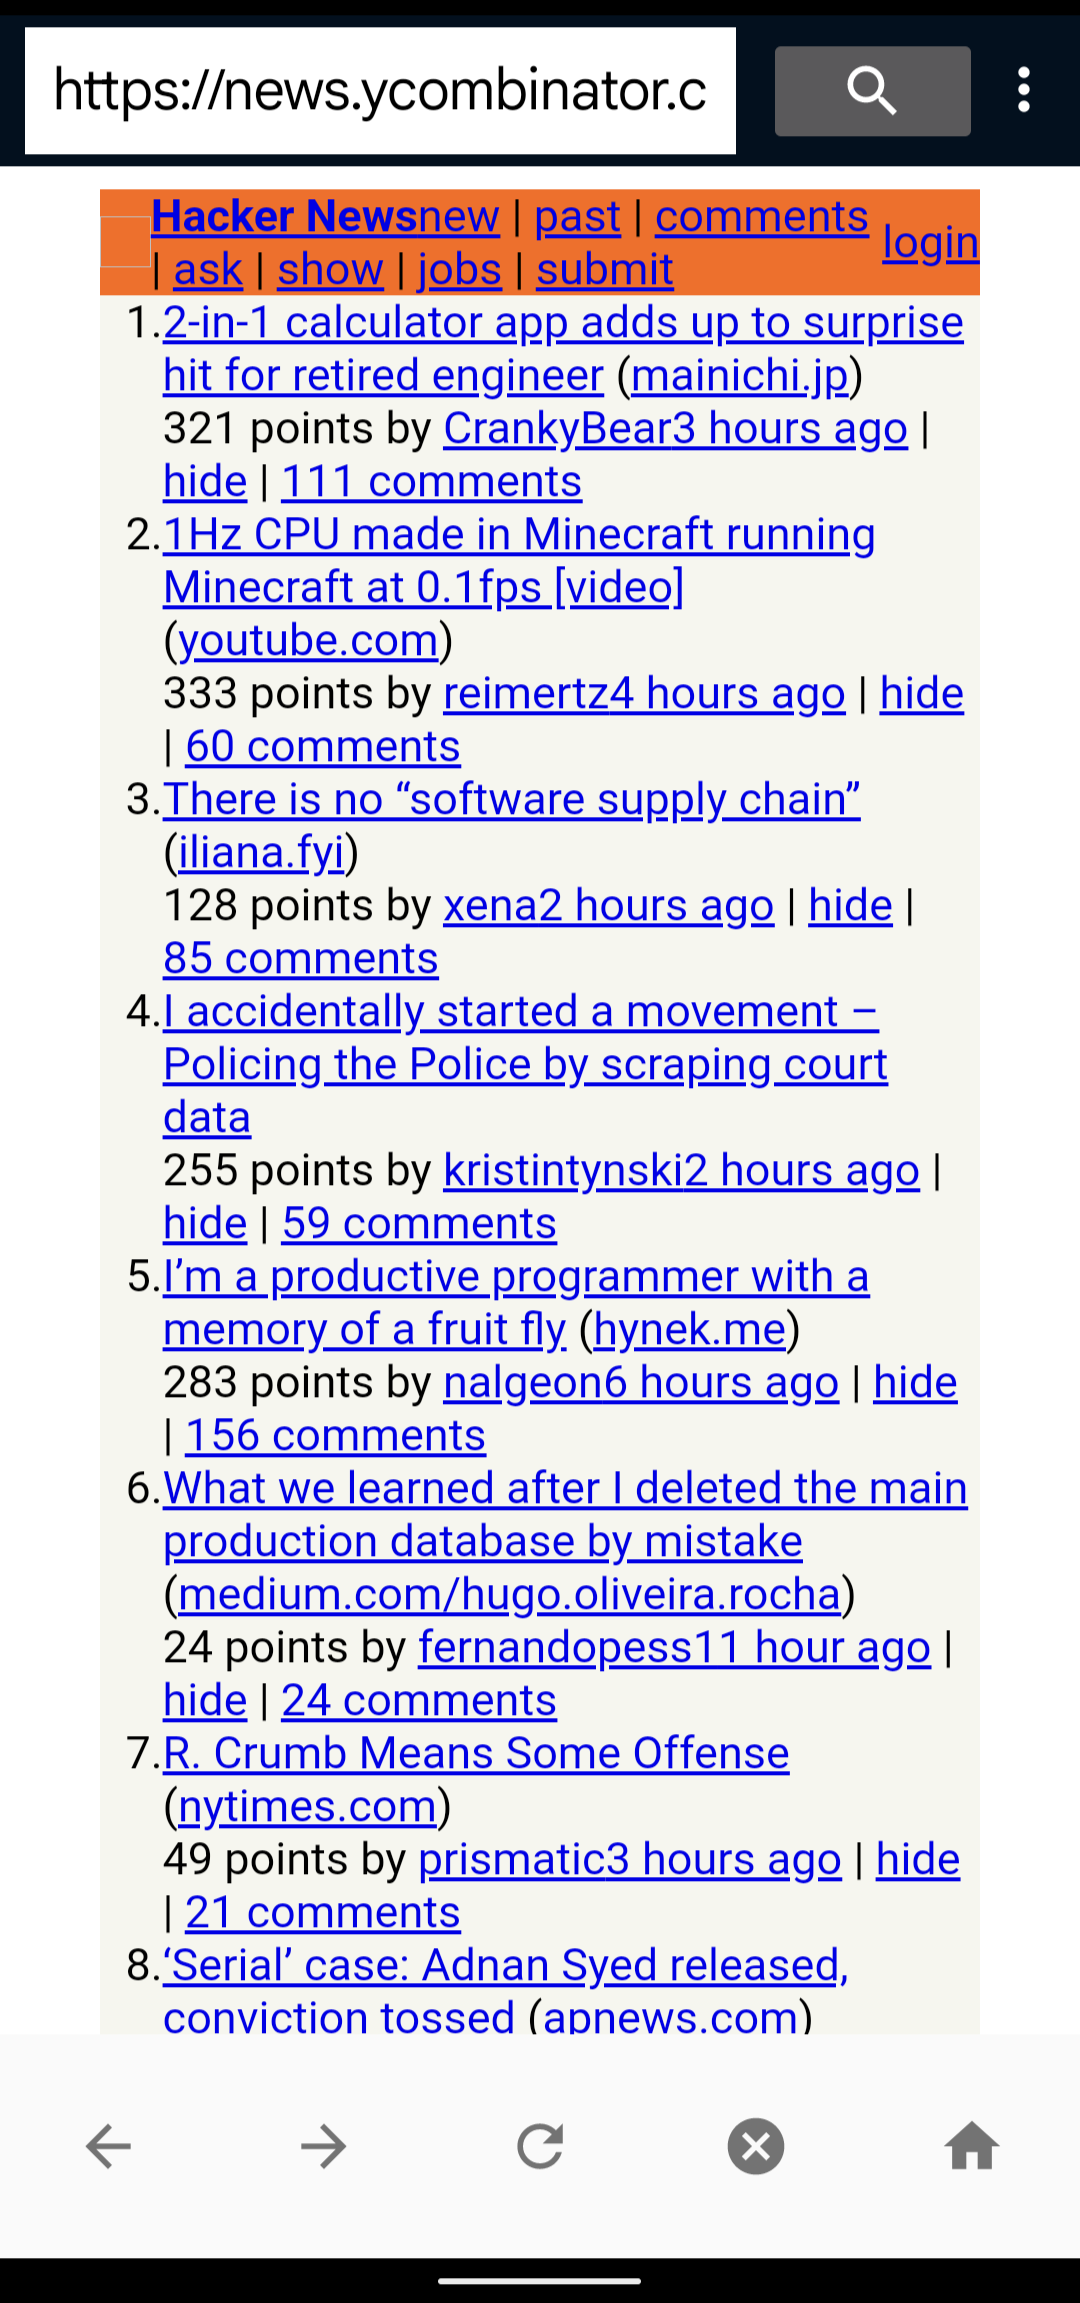 https://news.ycombinator.c
Hacker Newsnew | past | comments
| ask | show | jobs | submit
login
1.2-in-1 calculator app adds up to surprise
hit for retired engineer (mainichi.jp)
321 points by CrankyBear3 hours ago |
hide | 111 comments
2.1Hz CPU made in Minecraft running
Minecraft at 0.1fps [video]
(youtube.com)
333 points by reimertz4 hours ago | hide
| 60 comments
3.There is no “software supply chain”
(iliana.fyi)
128 points by xena2 hours ago | hide |
85 comments
4.I accidentally started a movement –
Policing the Police by scraping court
data
255 points by kristintynski2 hours ago |
hide | 59 comments
5.I’m a productive programmer with a
memory of a fruit fly (hynek.me)
283 points by nalgeon6 hours ago | hide
| 156 comments
6.What we learned after I deleted the main
production database by mistake
(medium.com/hugo.oliveira.rocha)
24 points by fernandopess11 hour ago |
hide | 24 comments
7.R. Crumb Means Some Offense
(nytimes.com)
49 points by prismatic3 hours ago | hide
| 21 comments
8.‘Serial’ case: Adnan Syed released,
conviction tossed (apnews.com)